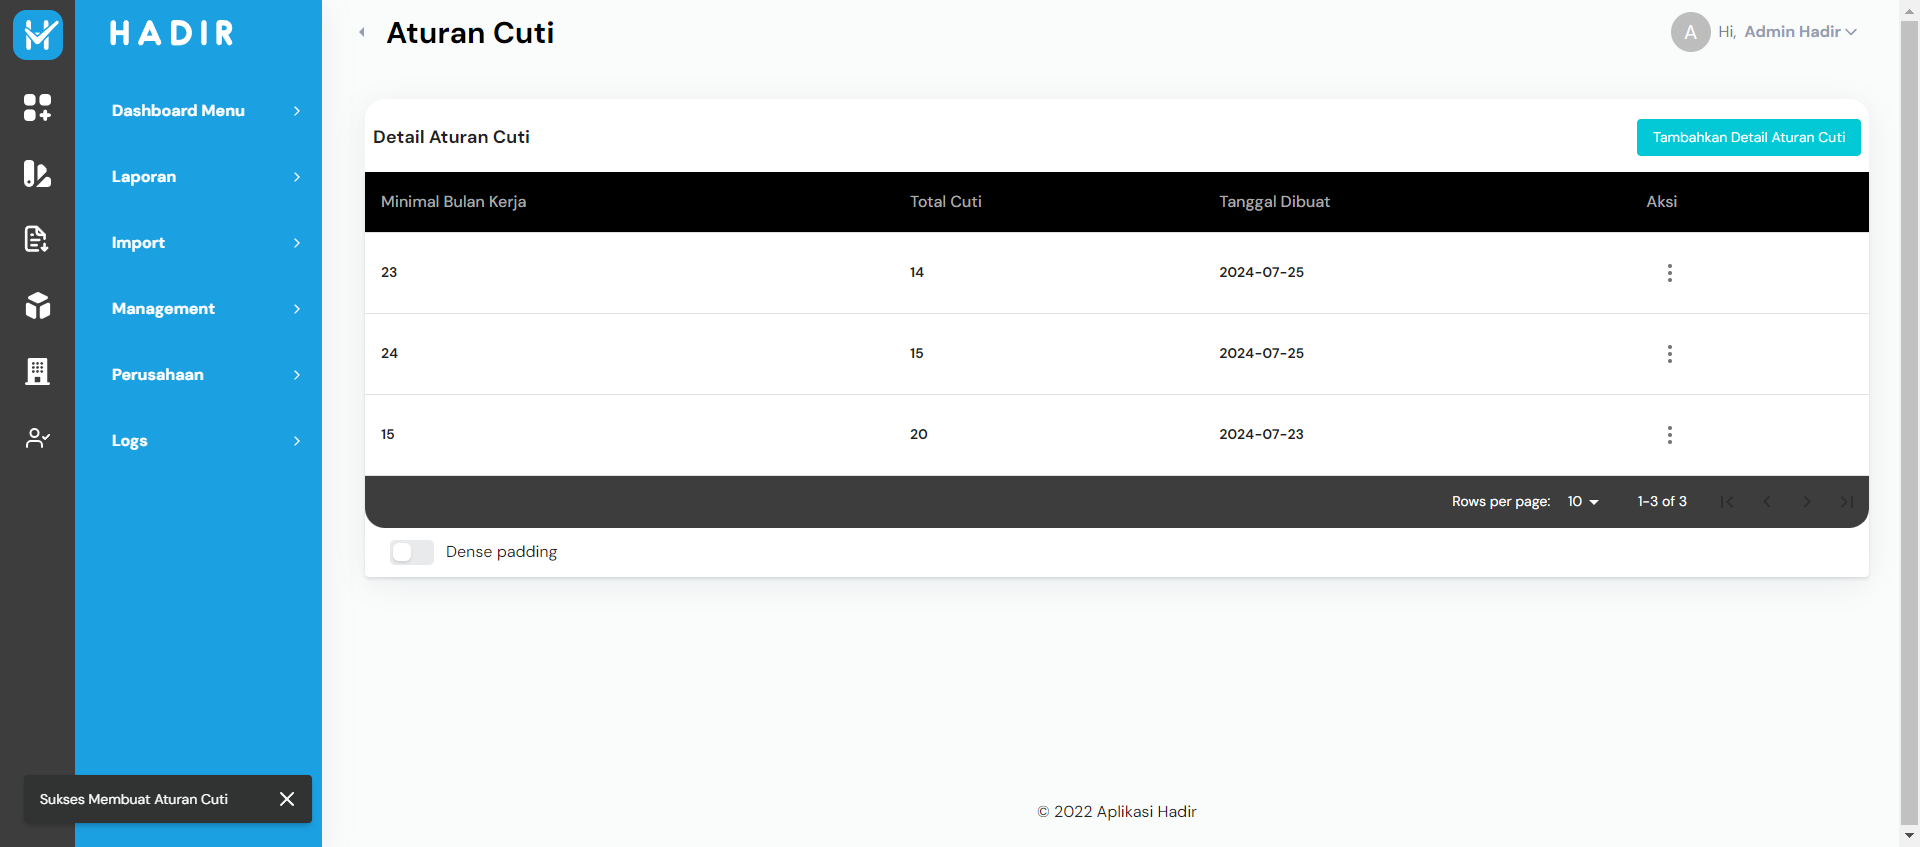 HADIR
Dashboard Menu
Laporan
Import
Management
Perusahaan
Logs
Sukses Membuat Aturan Cuti
Aturan Cuti
A Hi, Admin Hadir
Detail Aturan Cuti
Tambahkan Detail Aturan Cuti
Minimal Bulan Kerja Total Cuti Tanggal Dibuat Aksi
23 14 2024-07-25
24 15 2024-07-25
15 20 2024-07-23
Rows per page: 10 1-3 of 3
Dense padding
© 2022 Aplikasi Hadir